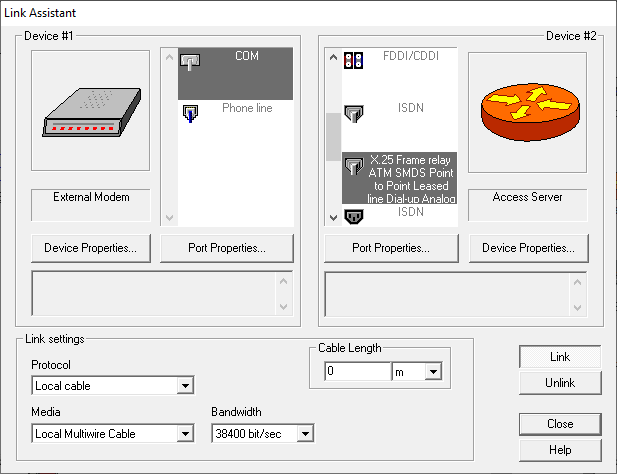 Link Assistant
Device #1
Device #2
COM
Phone line
FDDI/CDDI
ISDN
X.25 Frame relay
ATM SMDS Point
to Point Leased
line Dial-up Analog
ISDN
External Modem
Access Server
Device Properties...
Port Properties...
Port Properties...
Device Properties...
Link settings
Protocol
Local cable
Cable Length
0
m
Media
Local Multiwire Cable
Bandwidth
38400 bit/sec
Link
Unlink
Close
Help